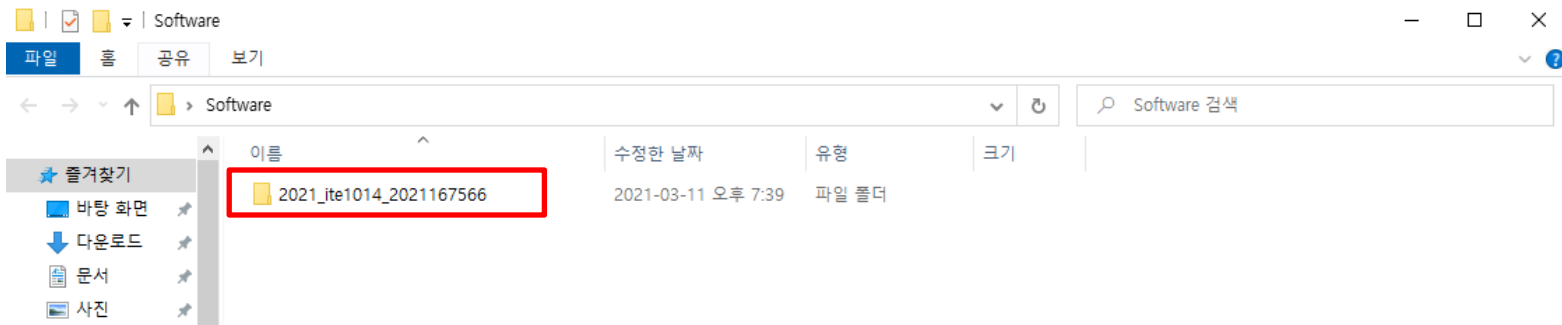 Software
파일 홈 공유 보기
Software Software 검색
이름 수정한 날짜 유형 크기
즐겨찾기
2021_ite1014_2021167566 2021-03-11 오후 7:39 파일 폴더
바탕 화면
다운로드
문서
사진